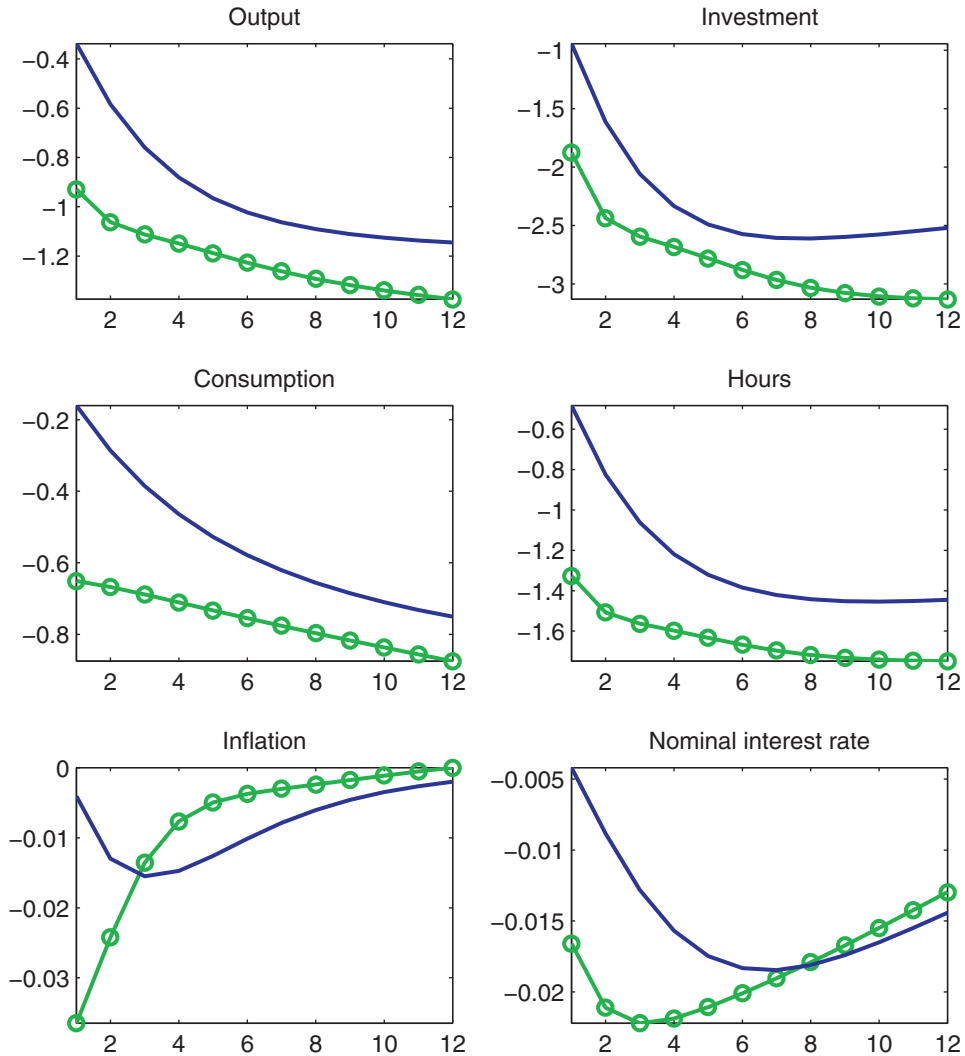 Output
−0.4
−0.6
−0.8
−1
−1.2
2 4 6 8 10 12
Investment
−1
−1.5
−2
−2.5
−3
2 4 6 8 10 12
Consumption
−0.2
−0.4
−0.6
−0.8
2 4 6 8 10 12
Hours
−0.6
−0.8
−1
−1.2
−1.4
−1.6
2 4 6 8 10 12
Inflation
0
−0.01
−0.02
−0.03
2 4 6 8 10 12
Nominal interest rate
−0.005
−0.01
−0.015
−0.02
2 4 6 8 10 12